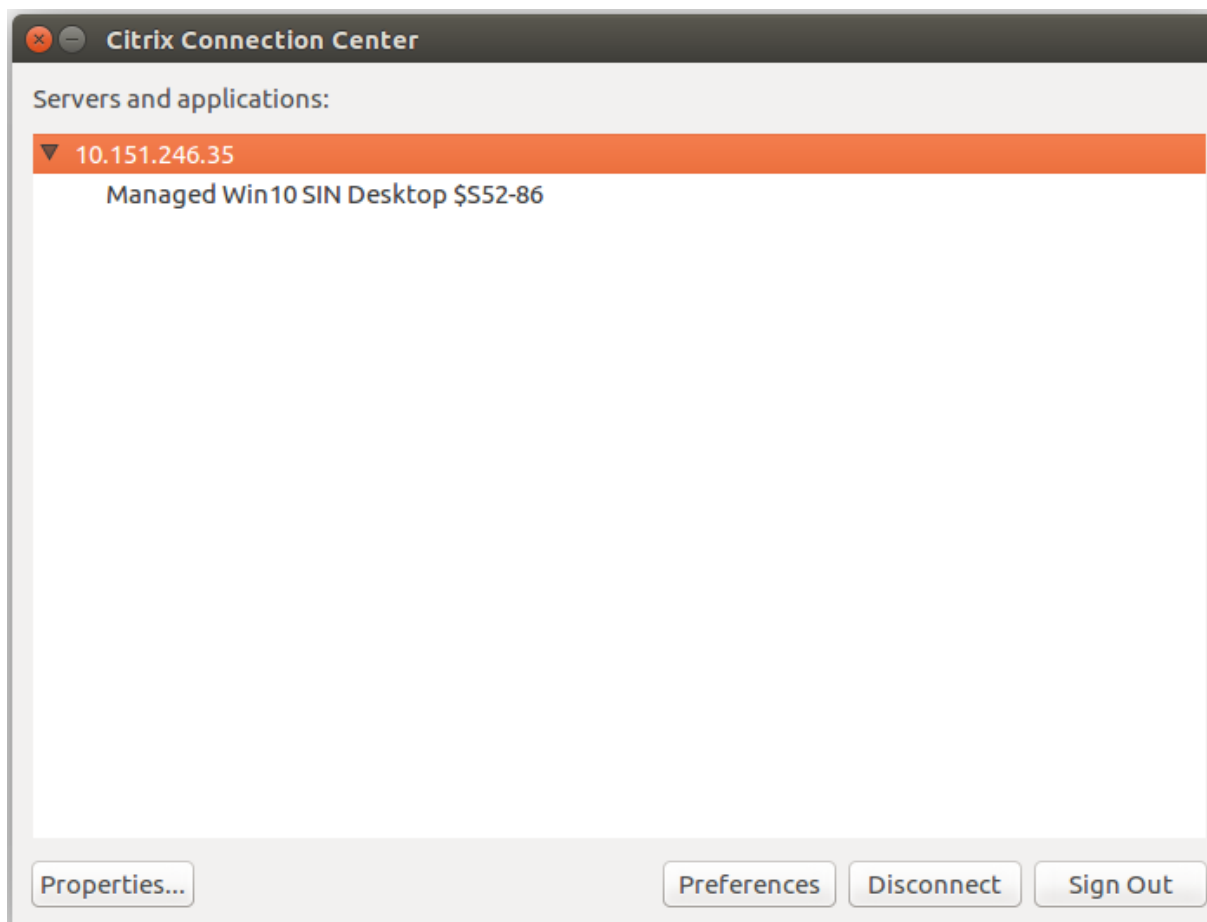 Citrix Connection Center
Servers and applications:
10.151.246.35
Managed Win10 SIN Desktop $S52-86
Properties...
Preferences
Disconnect
Sign Out